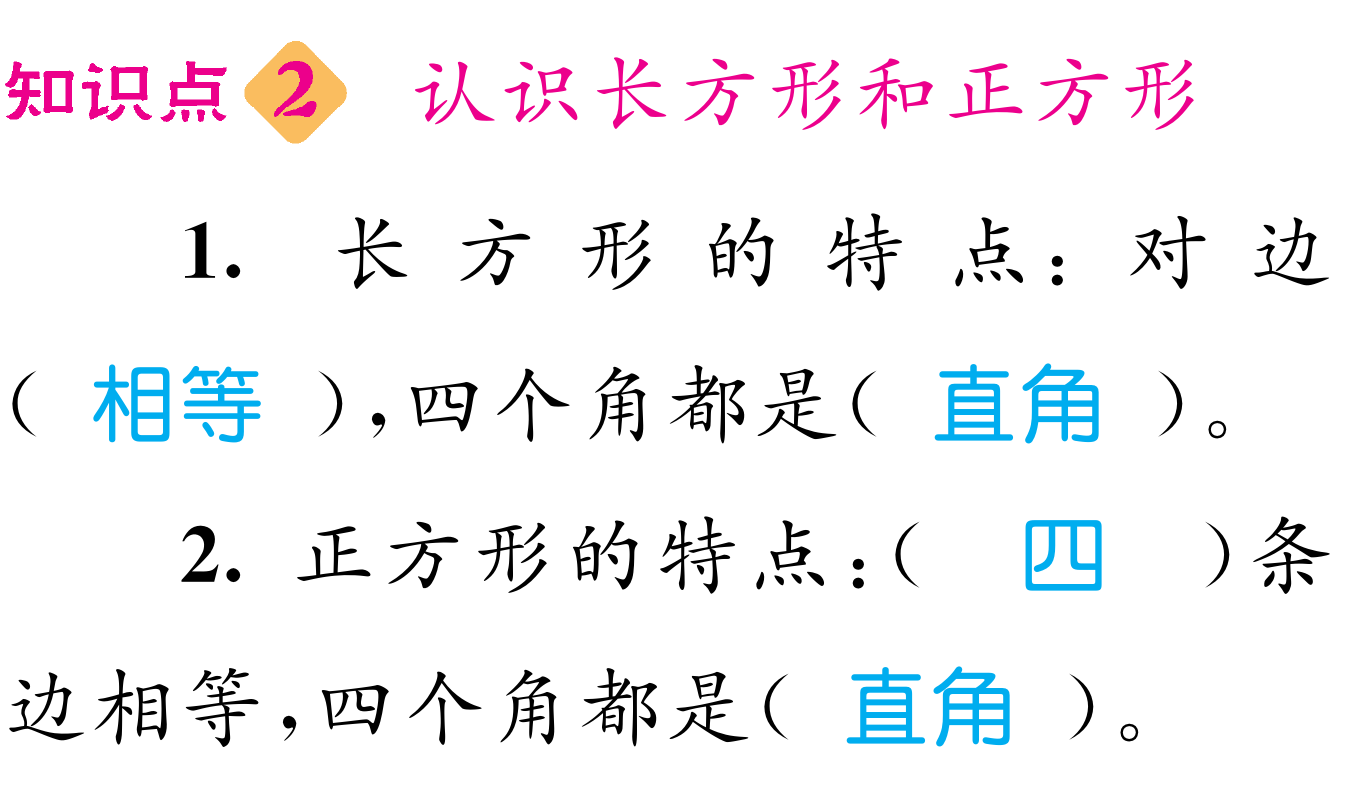 知识点 2 认识长方形和正方形
1. 长方形的特点：对边
（ 相等 ），四个角都是（ 直角 ）。
2. 正方形的特点：（ 四 ）条
边相等，四个角都是（ 直角 ）。